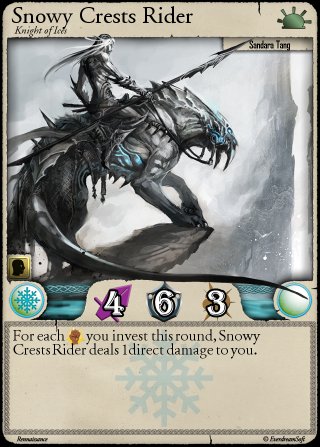 Snowy Crests Rider
Knight of Ices
Sandara Tang
4 6 3
For each you invest this round, Snowy
Crests Rider deals 1 direct damage to you.
Rennaissance © EverdreamSoft